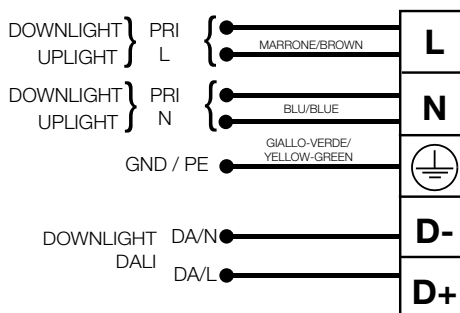 DOWNLIGHT } PRI {
UPLIGHT L
MARRONE/BROWN
L
DOWNLIGHT } PRI {
UPLIGHT N
BLU/BLUE
N
GIALLO-VERDE/
YELLOW-GREEN
GND / PE
DOWNLIGHT DA/N
DALI
D-
DA/L
D+